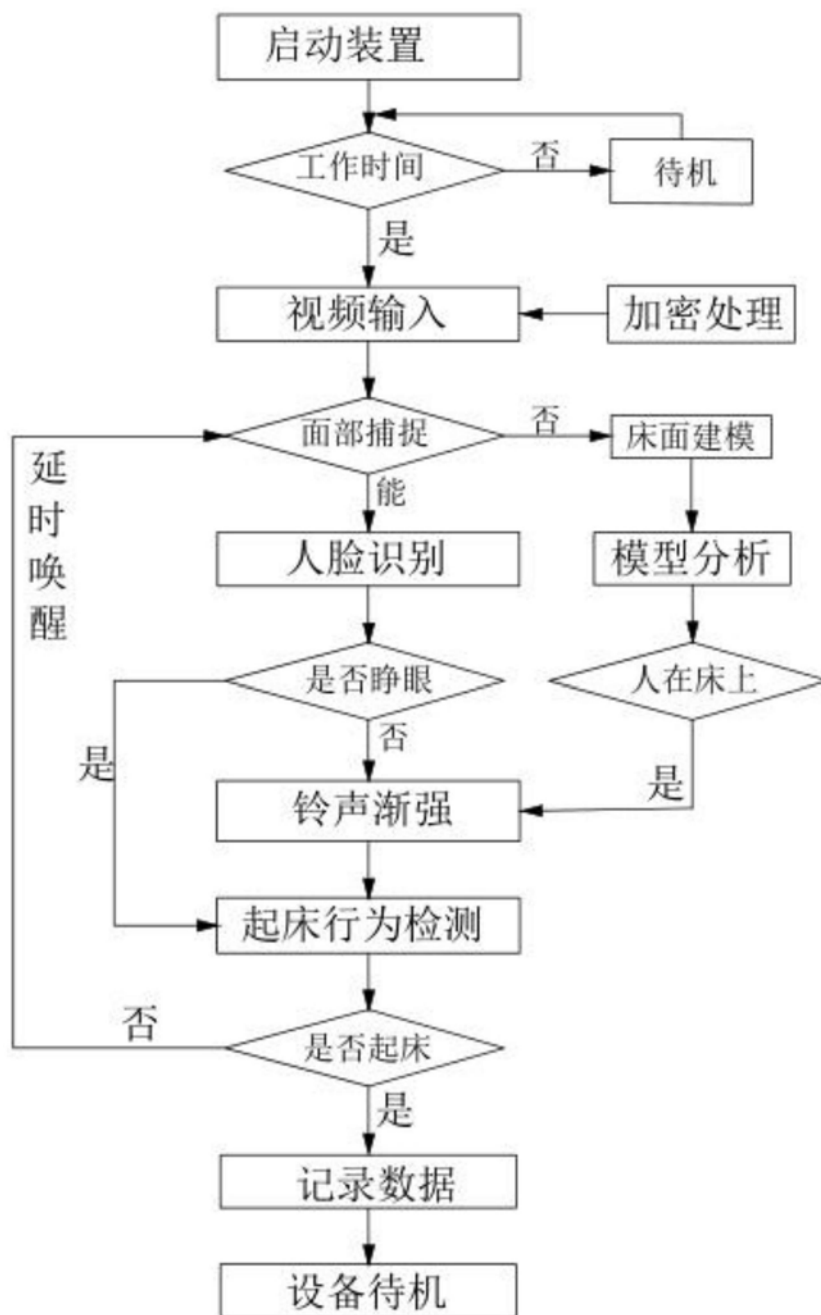 启动装置
工作时间
否
待机
是
视频输入
加密处理
面部捕捉
否
床面建模
延时唤醒
能
人脸识别
模型分析
是否睁眼
人在床上
是
否
铃声渐强
是
起床行为检测
否
是否起床
是
记录数据
设备待机